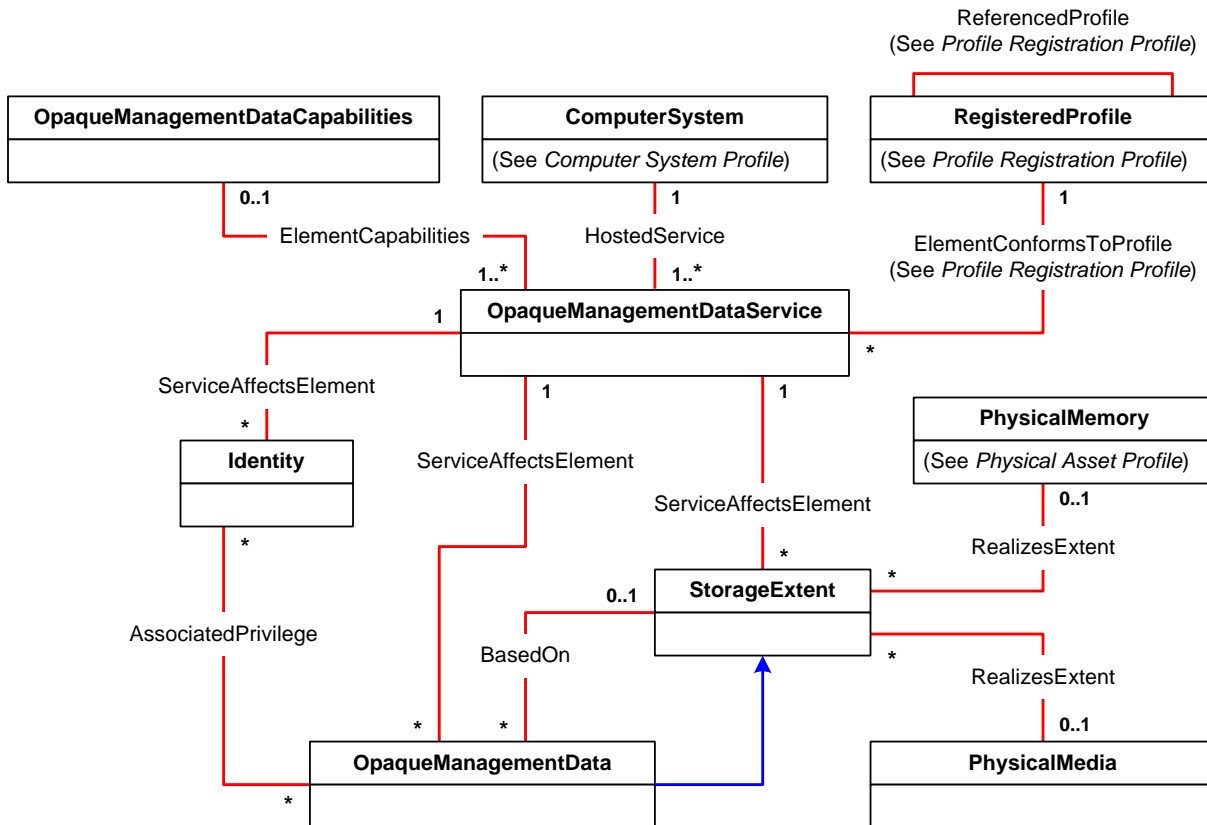 ReferencedProfile
(See Profile Registration Profile)
OpaqueManagementDataCapabilities
ComputerSystem
(See Computer System Profile)
RegisteredProfile
(See Profile Registration Profile)
0..1
1
1
ElementCapabilities
HostedService
ElementConformsToProfile
(See Profile Registration Profile)
1..*
1..*
OpaqueManagementDataService
1
*
ServiceAffectsElement
1
1
*
Identity
PhysicalMemory
(See Physical Asset Profile)
ServiceAffectsElement
ServiceAffectsElement
0..1
*
*
RealizesExtent
*
StorageExtent
0..1
AssociatedPrivilege
BasedOn
*
RealizesExtent
*
*
0..1
OpaqueManagementData
PhysicalMedia
*